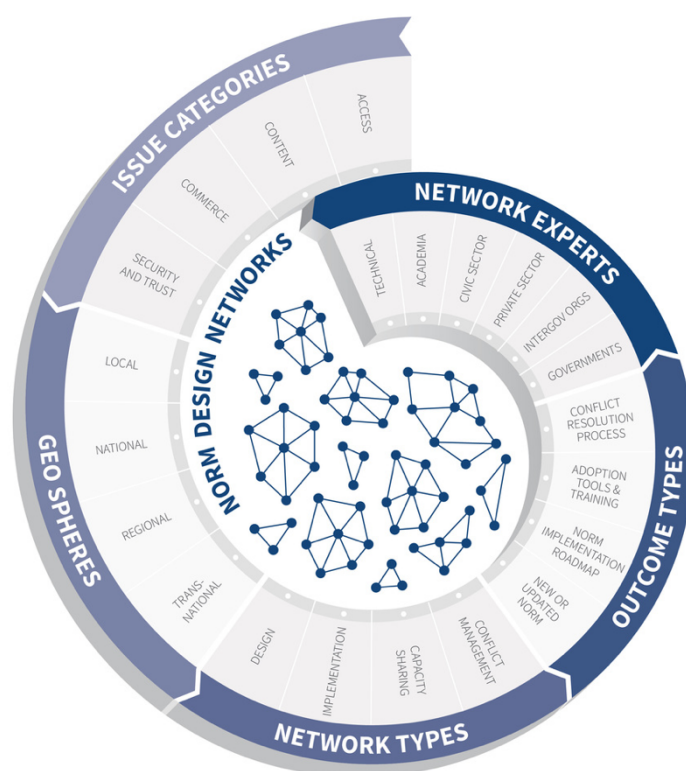 ISSUE CATEGORIES
ACCESS
CONTENT
COMMERCE
SECURITY
AND TRUST
GEO SPHERES
LOCAL
NATIONAL
REGIONAL
TRANS-
NATIONAL
NETWORK TYPES
DESIGN
IMPLEMENTATION
CAPACITY
SHARING
CONFLICT
MANAGEMENT
OUTCOME TYPES
NEW OR
UPDATED
NORM
NORM
IMPLEMENTATION
ROADMAP
ADOPTION
TOOLS &
TRAINING
CONFLICT
RESOLUTION
PROCESS
NETWORK EXPERTS
GOVERNMENTS
INTERGOV ORGS
PRIVATE SECTOR
CIVIC SECTOR
ACADEMIA
TECHNICAL
NORM DESIGN NETWORKS